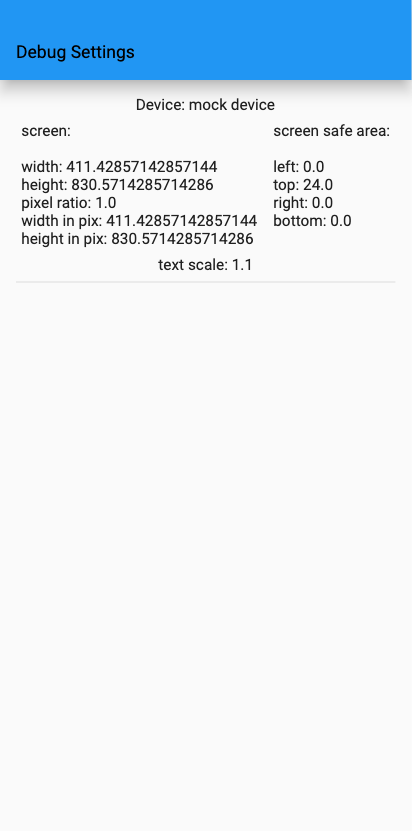 Debug Settings
Device: mock device
screen:
width: 411.42857142857144
height: 830.5714285714286
pixel ratio: 1.0
width in pix: 411.42857142857144
height in pix: 830.5714285714286
screen safe area:
left: 0.0
top: 24.0
right: 0.0
bottom: 0.0
text scale: 1.1